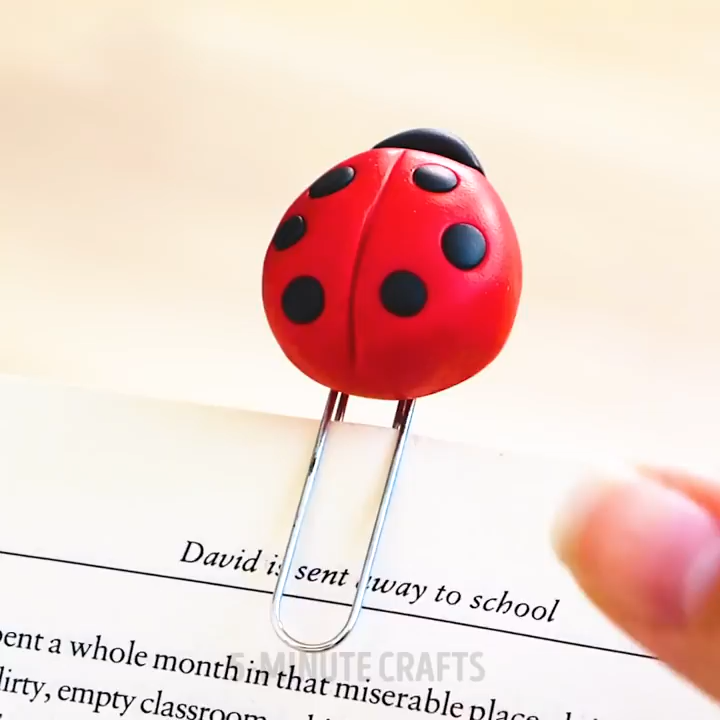 David is sent away to school
pent a whole month in that miserable place
dirty, empty classroom
5-MINUTE CRAFTS